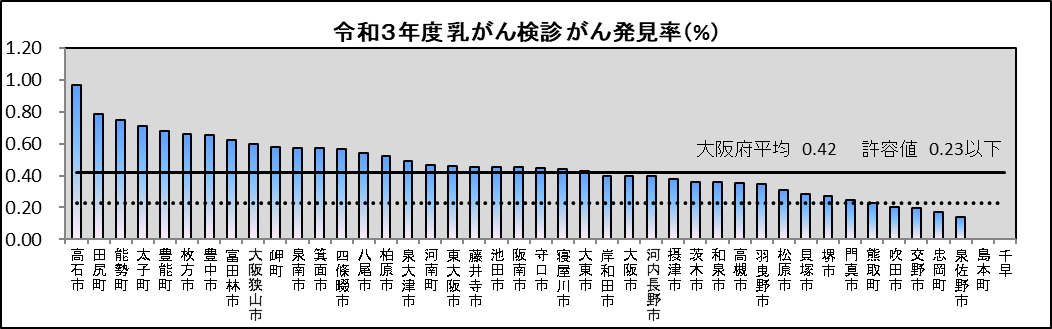 令和3年度乳がん検診がん発見率(%)
1.20
1.00
0.80
0.60
0.40
0.20
0.00
大阪府平均 0.42 許容値 0.23以下
高石市
田尻町
能勢町
太子町
豊能町
枚方市
豊中市
富田林市
大阪狭山市
岬町
泉南市
箕面市
四條畷市
八尾市
柏原市
泉大津市
河南町
東大阪市
藤井寺市
池田市
阪南市
守口市
寝屋川市
大東市
岸和田市
大阪市
河内長野市
摂津市
茨木市
和泉市
高槻市
羽曳野市
松原市
貝塚市
堺市
門真市
熊取町
吹田市
交野市
忠岡町
泉佐野市
島本町
千早